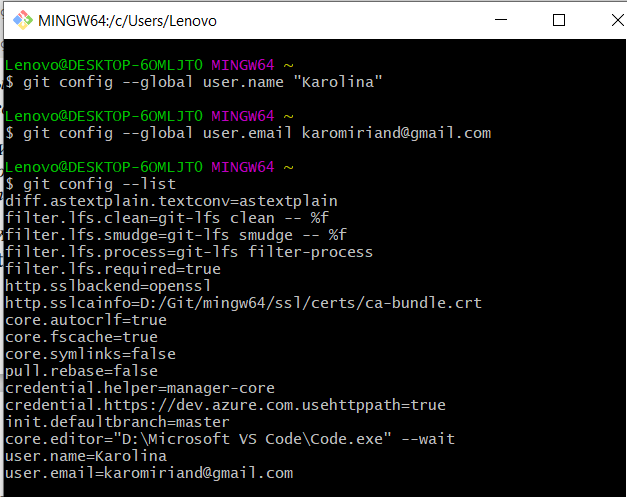 MINGW64:/c/Users/Lenovo
Lenovo@DESKTOP-6OMLJT0 MINGW64 ~
$ git config --global user.name "Karolina"
Lenovo@DESKTOP-6OMLJT0 MINGW64 ~
$ git config --global user.email karomiriand@gmail.com
Lenovo@DESKTOP-6OMLJT0 MINGW64 ~
$ git config --list
diff.astextplain.textconv=astextplain
filter.lfs.clean=git-lfs clean -- %f
filter.lfs.smudge=git-lfs smudge -- %f
filter.lfs.process=git-lfs filter-process
filter.lfs.required=true
http.sslbackend=openssl
http.sslcainfo=D:/Git/mingw64/ssl/certs/ca-bundle.crt
core.autocrlf=true
core.fscache=true
core.symlinks=false
pull.rebase=false
credential.helper=manager-core
credential.https://dev.azure.com.usehttppath=true
init.defaultbranch=master
core.editor="D:\Microsoft VS Code\Code.exe" --wait
user.name=Karolina
user.email=karomiriand@gmail.com